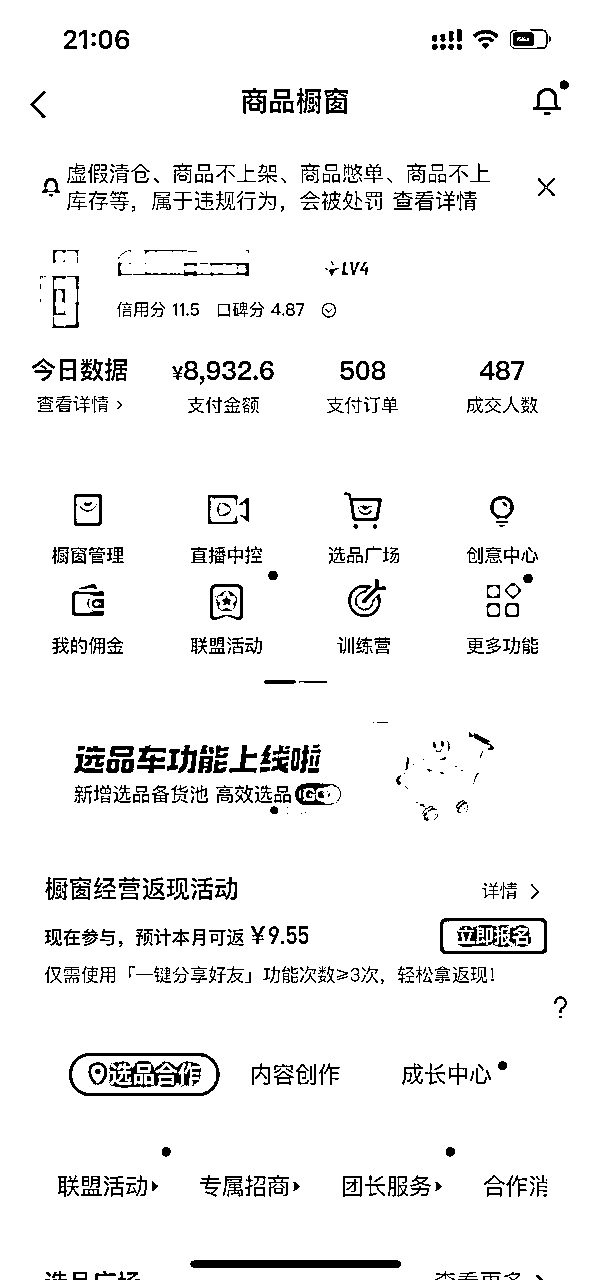 21:06
商品橱窗
虚假清仓、商品不上架、商品憋单、商品不上
库存等，属于违规行为，会被处罚 查看详情
LV4
信用分 11.5 口碑分 4.87
今日数据 ¥8,932.6 508 487
查看详情 支付金额 支付订单 成交人数
橱窗管理 直播中控 选品广场 创意中心
我的佣金 联盟活动 训练营 更多功能
选品车功能上线啦
新增选品备货池 高效选品 GO
橱窗经营返现活动 详情
现在参与，预计本月可返 ¥9.55 立即报名
仅需使用「一键分享好友」功能次数≥3次，轻松拿返现！
?
选品合作 内容创作 成长中心
联盟活动 专属招商 团长服务 合作消
选品广场 查看更多